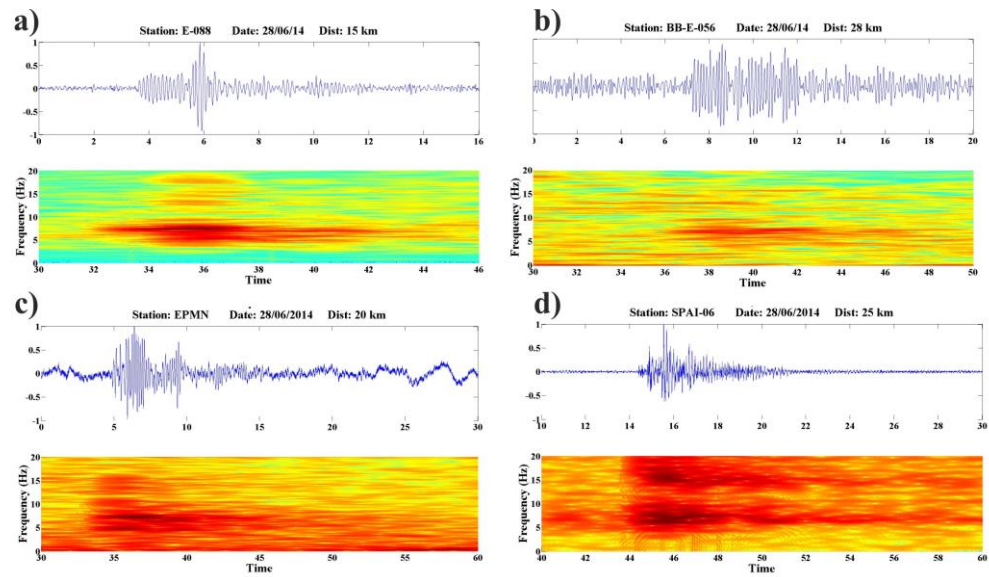 a)
Station: E-088 Date: 28/06/14 Dist: 15 km
1
0.5
0
-0.5
-1
0 2 4 6 8 10 12 14 16
Frequency (Hz)
20
15
10
5
0
30 32 34 36 38 40 42 44 46
Time
b)
Station: BB-E-056 Date: 28/06/14 Dist: 28 km
-1
0 2 4 6 8 10 12 14 16 18 20
Frequency (Hz)
20
15
10
5
0
30 32 34 36 38 40 42 44 46 48 50
Time
c)
Station: EPMN Date: 28/06/2014 Dist: 20 km
1
0.5
0
-0.5
-1
0 5 10 15 20 25 30
Frequency (Hz)
20
15
10
5
0
30 35 40 45 50 55 60
Time
d)
Station: SPAI-06 Date: 28/06/2014 Dist: 25 km
1
0.5
0
-0.5
-1
10 12 14 16 18 20 22 24 26 28 30
Frequency (Hz)
20
15
10
5
0
40 42 44 46 48 50 52 54 56 58 60
Time